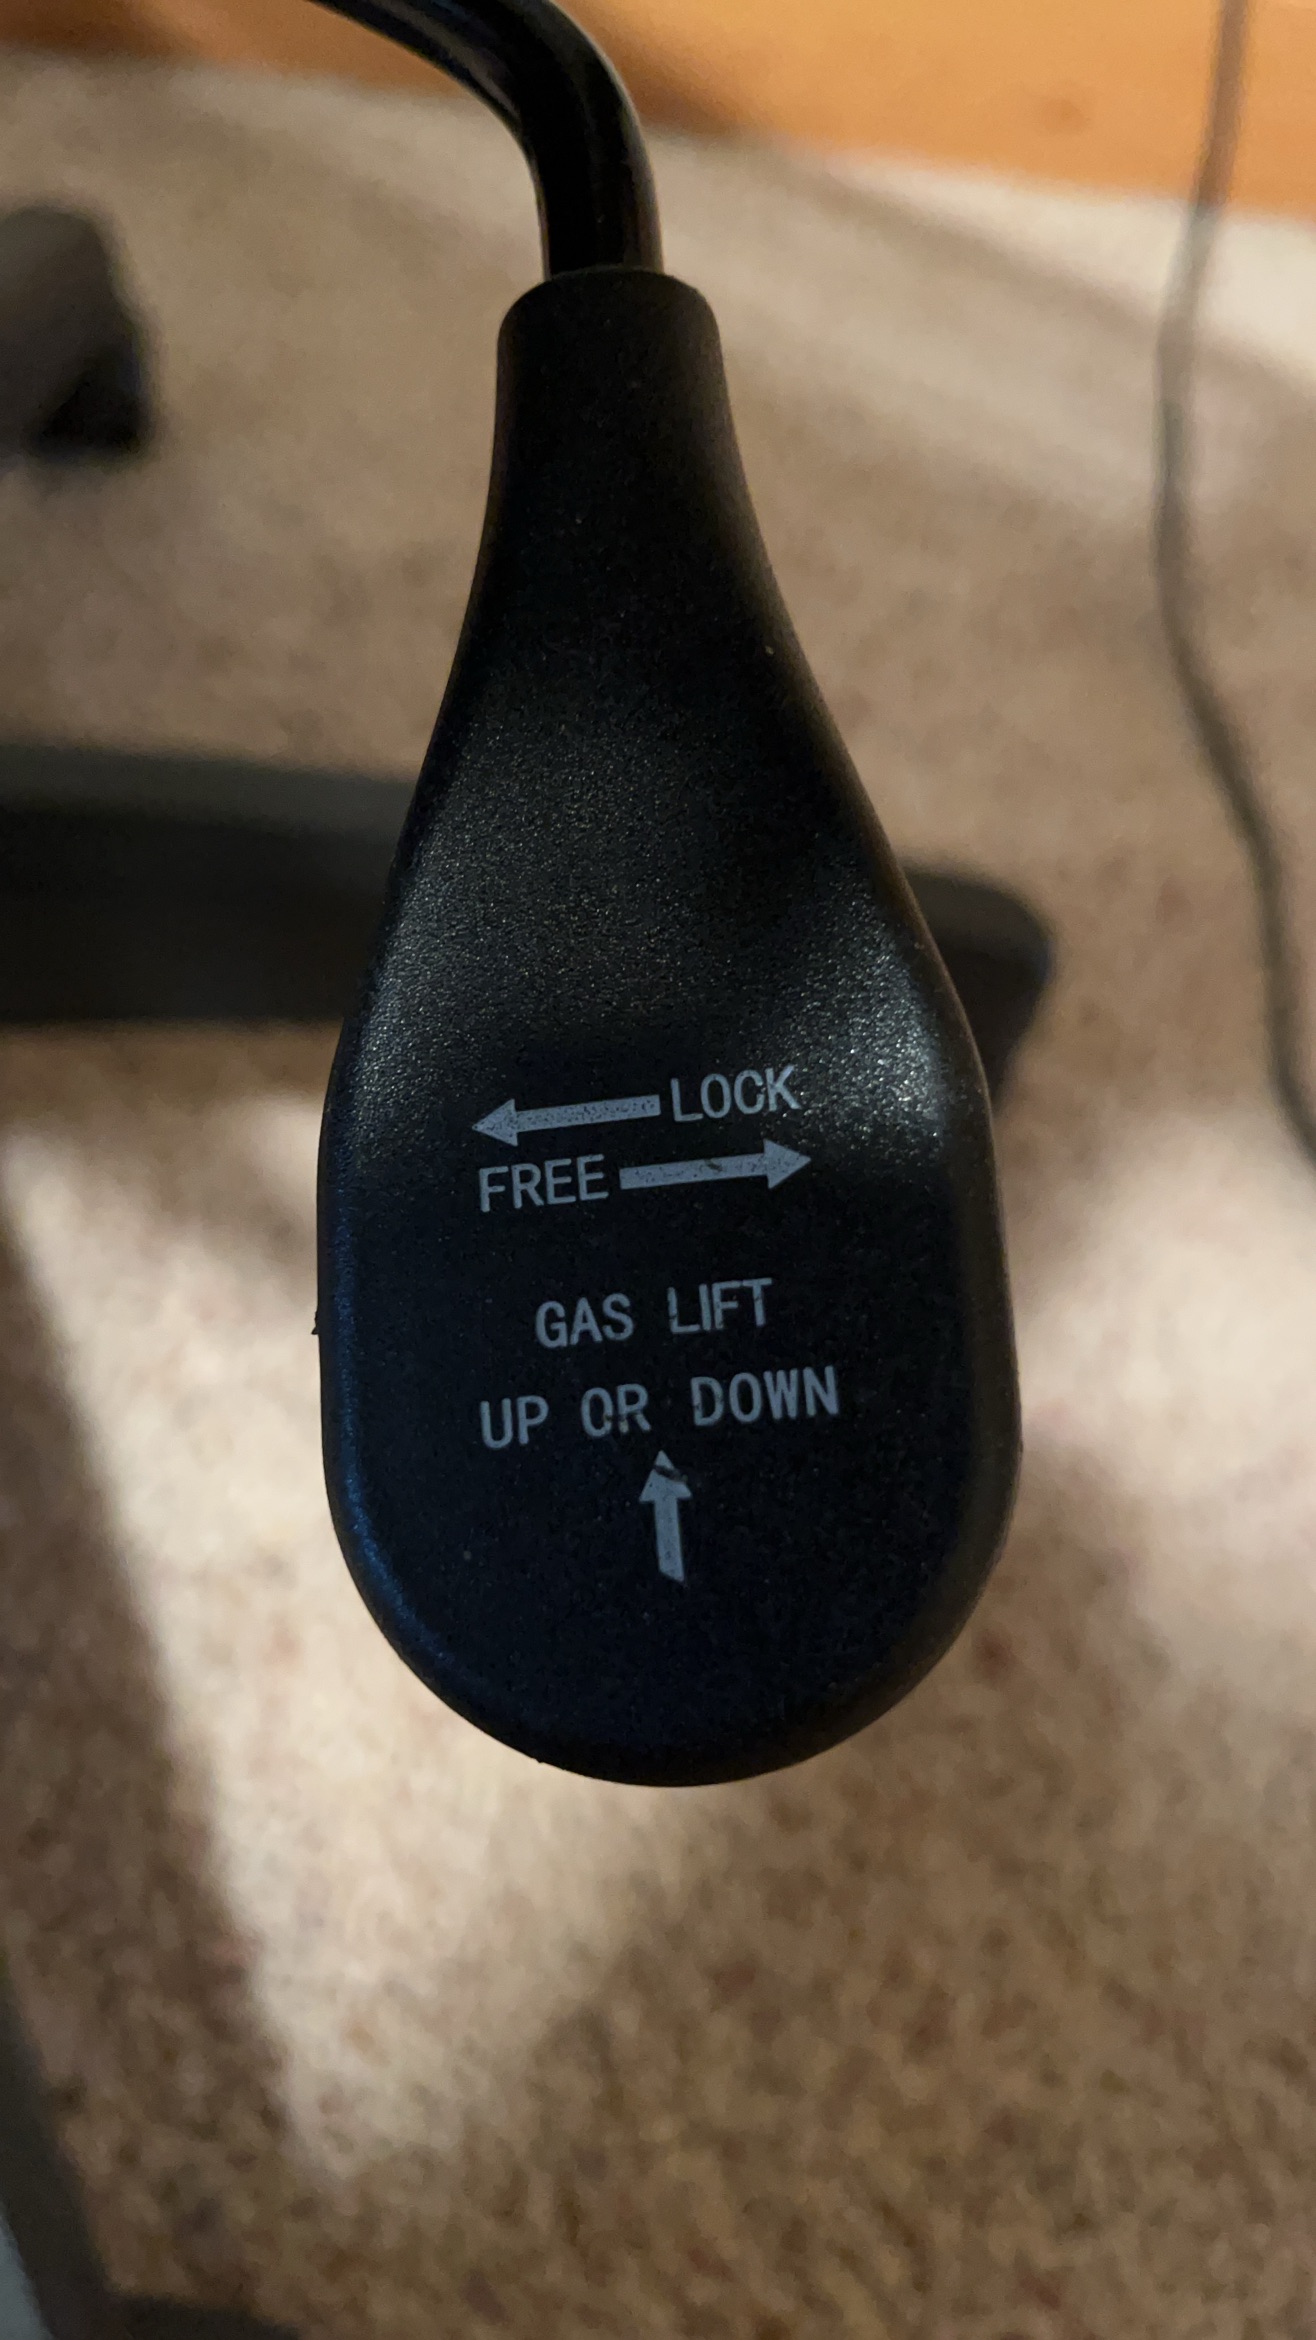 LOCK
FREE
GAS LIFT
UP OR DOWN